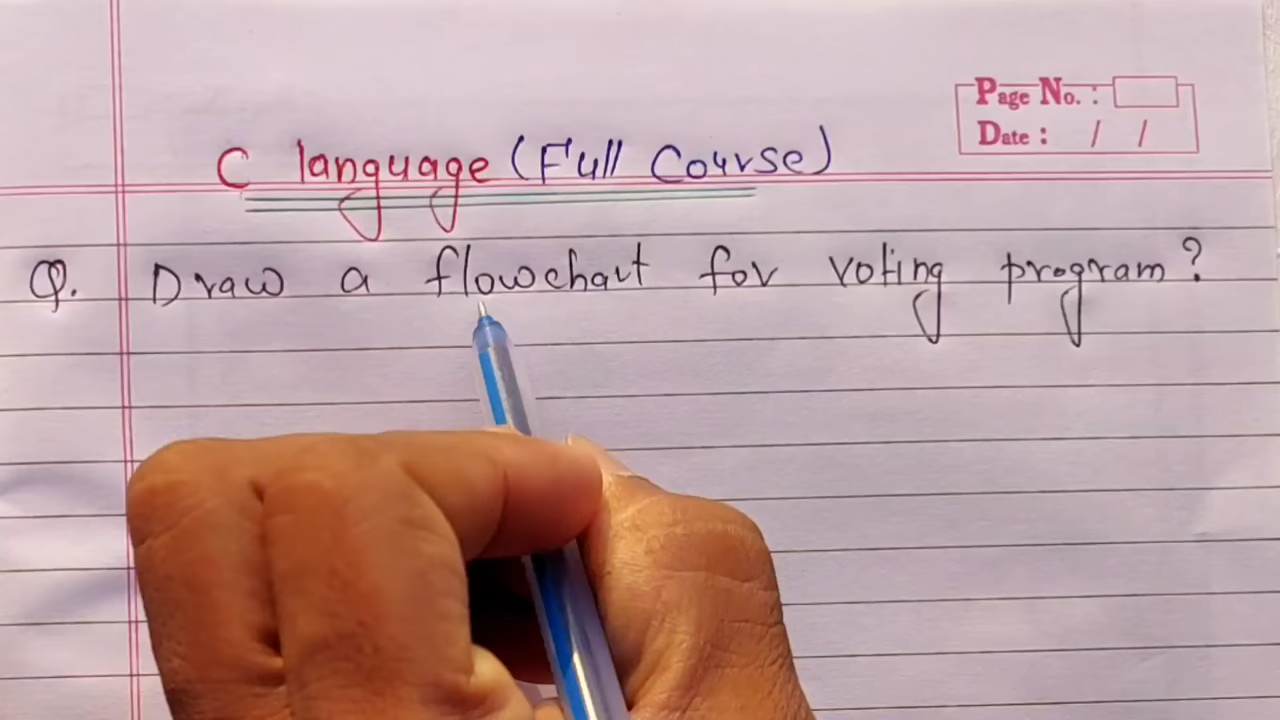 Page No. :
Date : / /
C language (Full Course)
Q. Draw a flowchart for voting program?